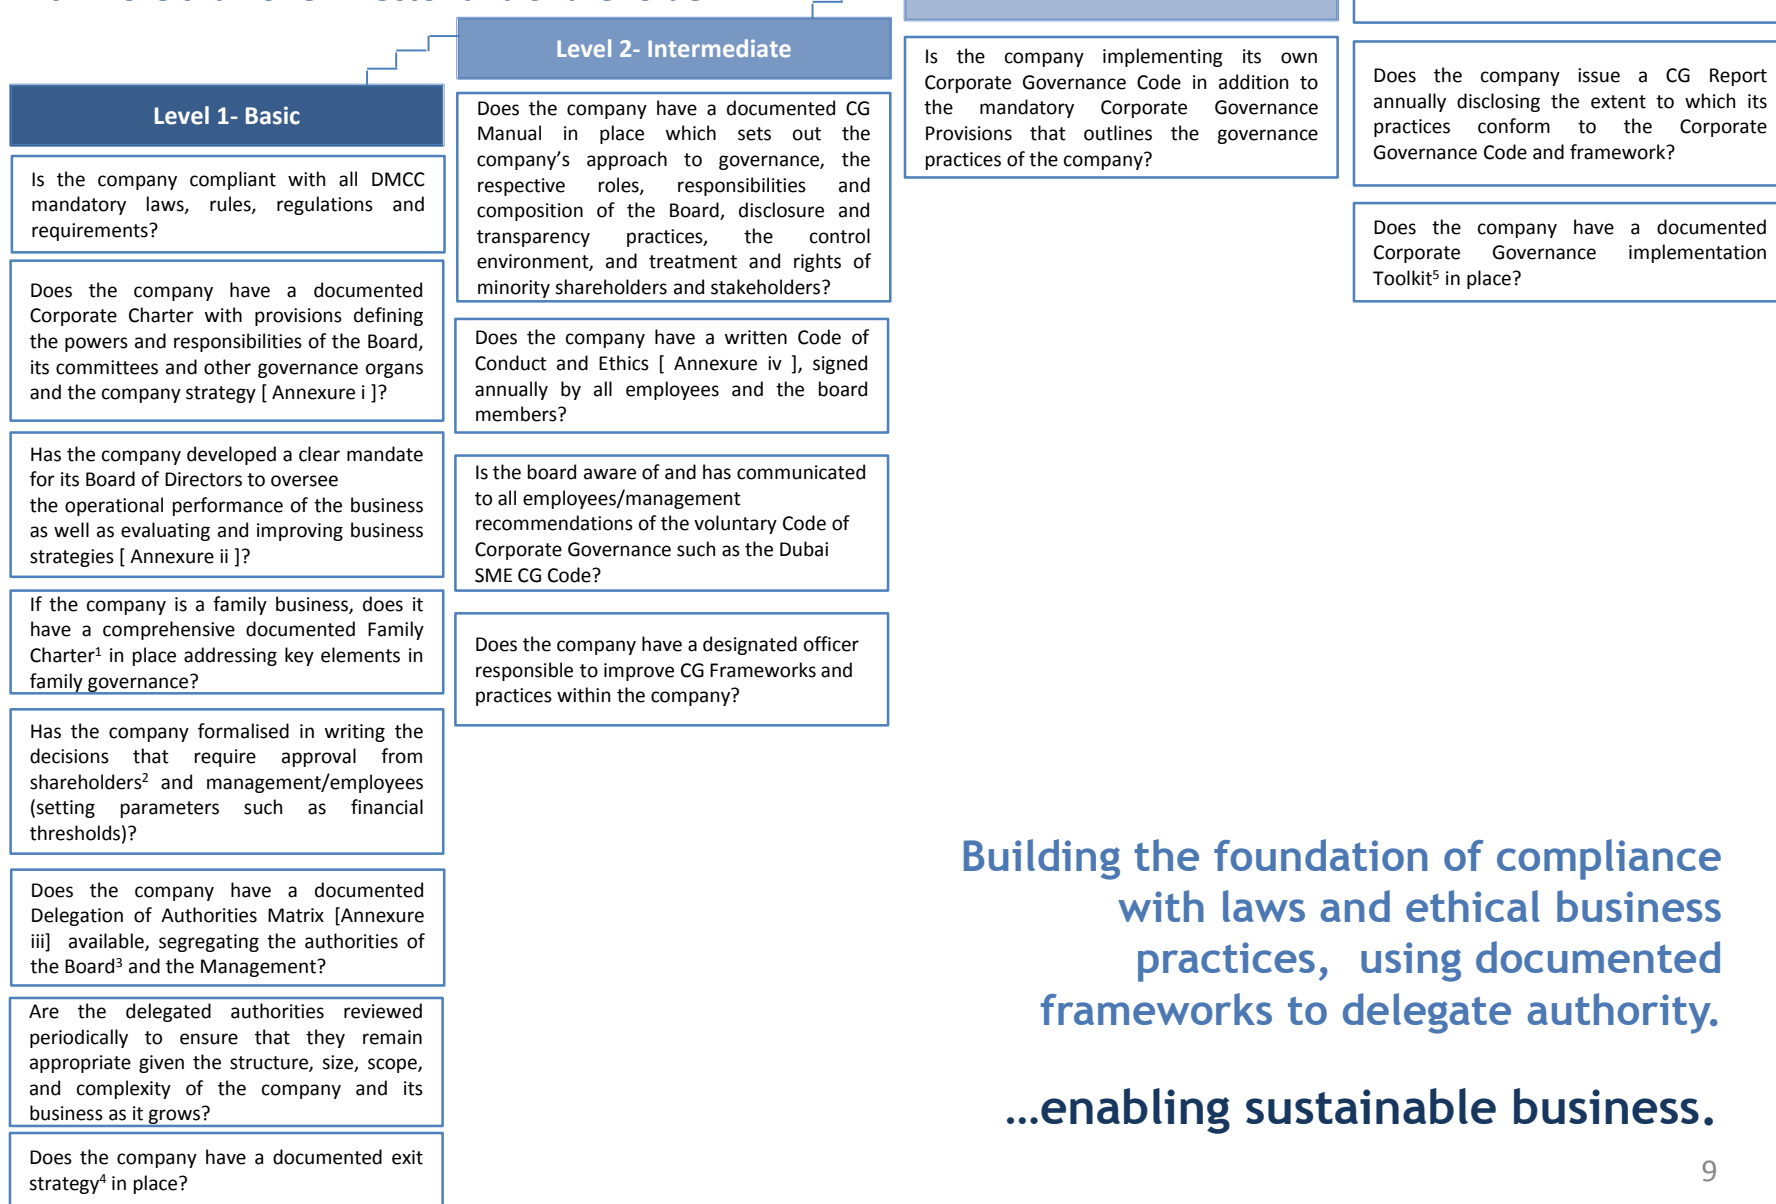 Level 1- Basic
Is the company compliant with all DMCC
mandatory laws, rules, regulations and
requirements?
Does the company have a documented
Corporate Charter with provisions defining
the powers and responsibilities of the Board,
its committees and other governance organs
and the company strategy [ Annexure i ]?
Has the company developed a clear mandate
for its Board of Directors to oversee
the operational performance of the business
as well as evaluating and improving business
strategies [ Annexure ii ]?
If the company is a family business, does it
have a comprehensive documented Family
Charter¹ in place addressing key elements in
family governance?
Has the company formalised in writing the
decisions that require approval from
shareholders² and management/employees
(setting parameters such as financial
thresholds)?
Does the company have a documented
Delegation of Authorities Matrix [Annexure
iii] available, segregating the authorities of
the Board³ and the Management?
Are the delegated authorities reviewed
periodically to ensure that they remain
appropriate given the structure, size, scope,
and complexity of the company and its
business as it grows?
Does the company have a documented exit
strategy⁴ in place?
Level 2- Intermediate
Does the company have a documented CG
Manual in place which sets out the
company's approach to governance, the
respective roles, responsibilities and
composition of the Board, disclosure and
transparency practices, the control
environment, and treatment and rights of
minority shareholders and stakeholders?
Does the company have a written Code of
Conduct and Ethics [ Annexure iv ], signed
annually by all employees and the board
members?
Is the board aware of and has communicated
to all employees/management
recommendations of the voluntary Code of
Corporate Governance such as the Dubai
SME CG Code?
Does the company have a designated officer
responsible to improve CG Frameworks and
practices within the company?
Is the company implementing its own
Corporate Governance Code in addition to
the mandatory Corporate Governance
Provisions that outlines the governance
practices of the company?
Does the company issue a CG Report
annually disclosing the extent to which its
practices conform to the Corporate
Governance Code and framework?
Does the company have a documented
Corporate Governance implementation
Toolkit⁵ in place?
Building the foundation of compliance
with laws and ethical business
practices, using documented
frameworks to delegate authority.
…enabling sustainable business.
9